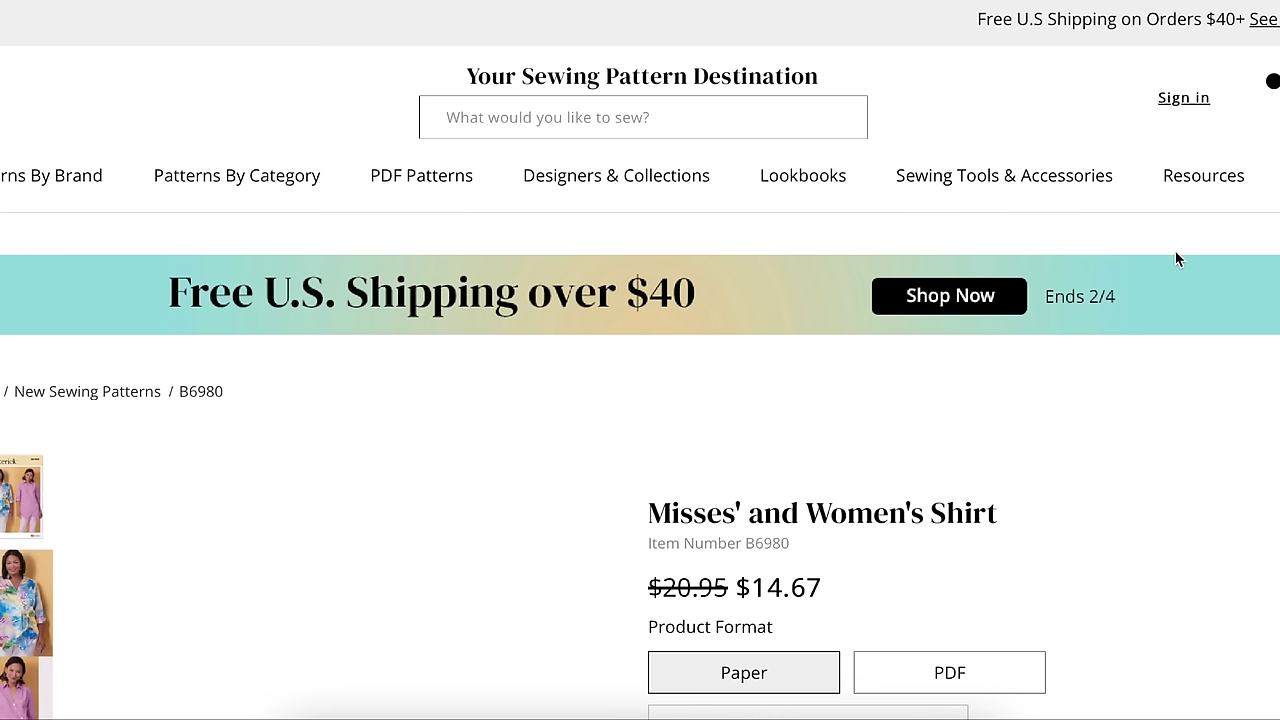 Free U.S Shipping on Orders $40+ See
Your Sewing Pattern Destination
What would you like to sew?
Sign in
rns By Brand
Patterns By Category
PDF Patterns
Designers & Collections
Lookbooks
Sewing Tools & Accessories
Resources
Free U.S. Shipping over $40
Shop Now
Ends 2/4
/ New Sewing Patterns / B6980
Misses' and Women's Shirt
Item Number B6980
$20.95 $14.67
Product Format
Paper
PDF